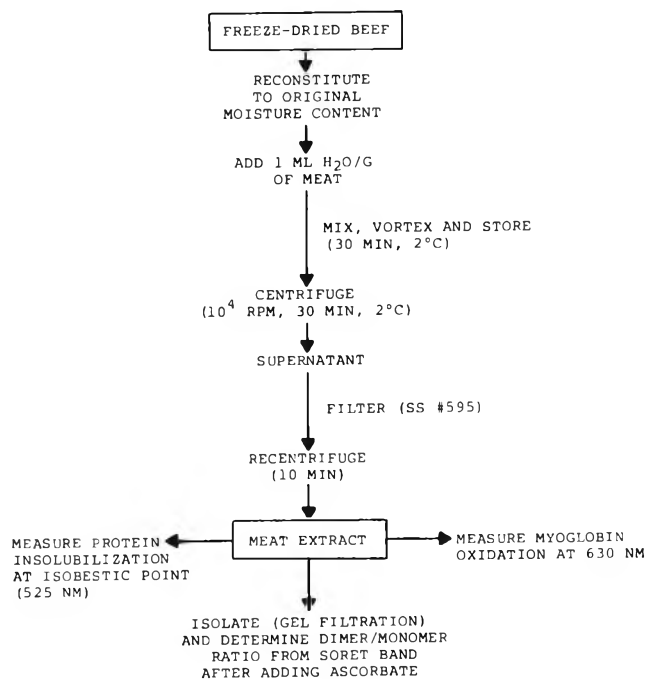 FREEZE-DRIED BEEF
RECONSTITUTE
TO ORIGINAL
MOISTURE CONTENT
ADD 1 ML H₂O/G
OF MEAT
MIX, VORTEX AND STORE
(30 MIN, 2°C)
CENTRIFUGE
(10⁴ RPM, 30 MIN, 2°C)
SUPERNATANT
FILTER (SS #595)
RECENTRIFUGE
(10 MIN)
MEASURE PROTEIN
INSOLUBILIZATION
AT ISOBESTIC POINT
(525 NM)
MEAT EXTRACT
MEASURE MYOGLOBIN
OXIDATION AT 630 NM
ISOLATE (GEL FILTRATION)
AND DETERMINE DIMER/MONOMER
RATIO FROM SORET BAND
AFTER ADDING ASCORBATE